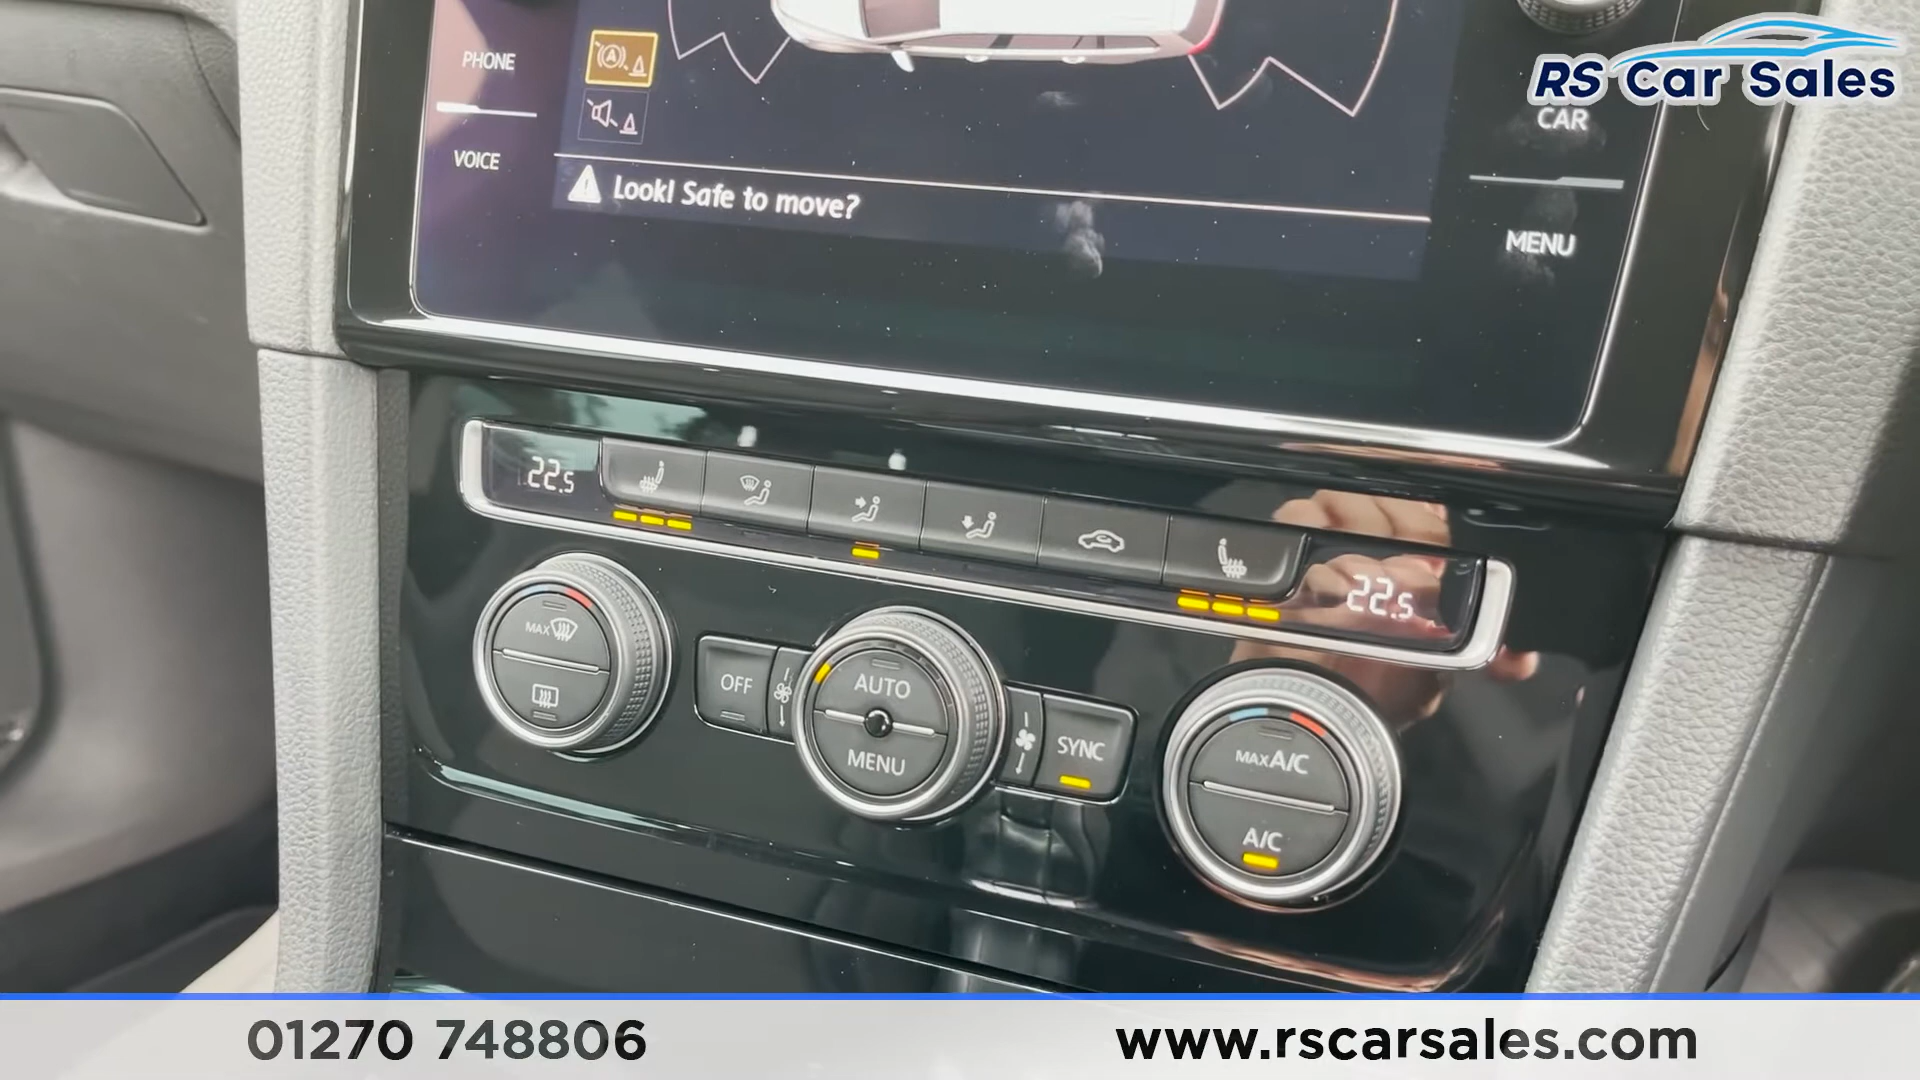 RS Car Sales
PHONE
VOICE
CAR
MENU
Look! Safe to move?
22.5
22.5
MAX
OFF
AUTO
MENU
SYNC
MAX A/C
A/C
01270 748806
www.rscarsales.com